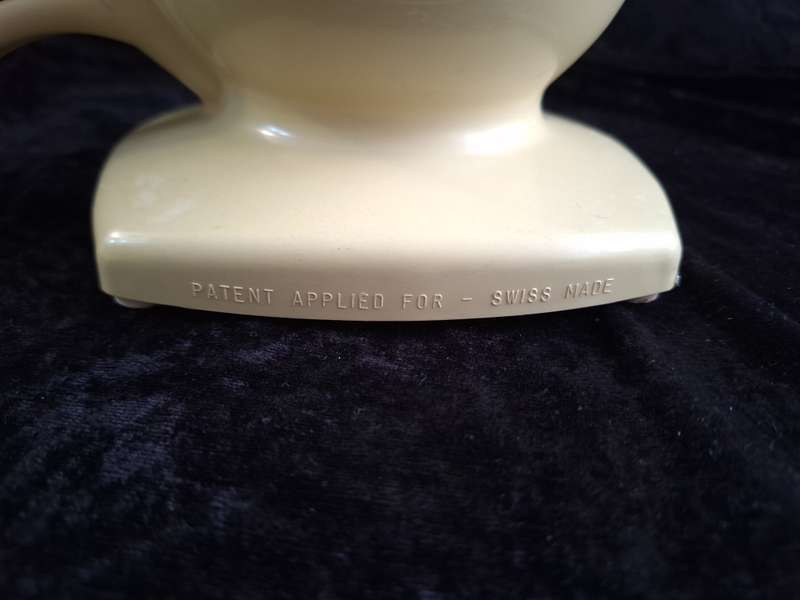 PATENT APPLIED FOR – SWISS MADE